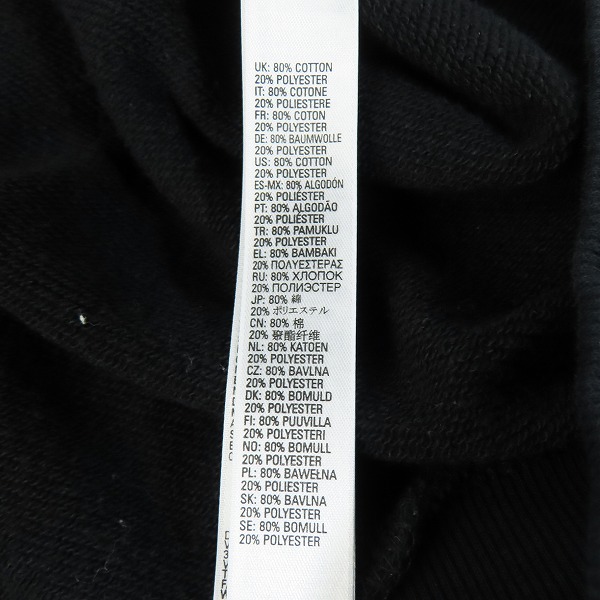 UK: 80% COTTON
20% POLYESTER
IT: 80% COTONE
20% POLIESTERE
FR: 80% COTON
20% POLYESTER
DE: 80% BAUMWOLLE
20% POLYESTER
US: 80% COTTON
20% POLYESTER
ES-MX: 80% ALGODÓN
20% POLIÉSTER
PT: 80% ALGODÃO
20% POLIÉSTER
TR: 80% PAMUKLU
20% POLYESTER
EL: 80% ΒΑΜΒΑΚΙ
20% ΠΟΛΥΕΣΤΕΡΑΣ
RU: 80% ХЛОПОК
20% ПОЛИЭСТЕР
JP: 80% 綿
20% ポリエステル
CN: 80% 棉
20% 聚酯纤维
NL: 80% KATOEN
20% POLYESTER
CZ: 80% BAVLNA
20% POLYESTER
DK: 80% BOMULD
20% POLYESTER
FI: 80% PUUVILLA
20% POLYESTERI
NO: 80% BOMULL
20% POLYESTER
PL: 80% BAWEŁNA
20% POLIESTER
SK: 80% BAVLNA
20% POLYESTER
SE: 80% BOMULL
20% POLYESTER